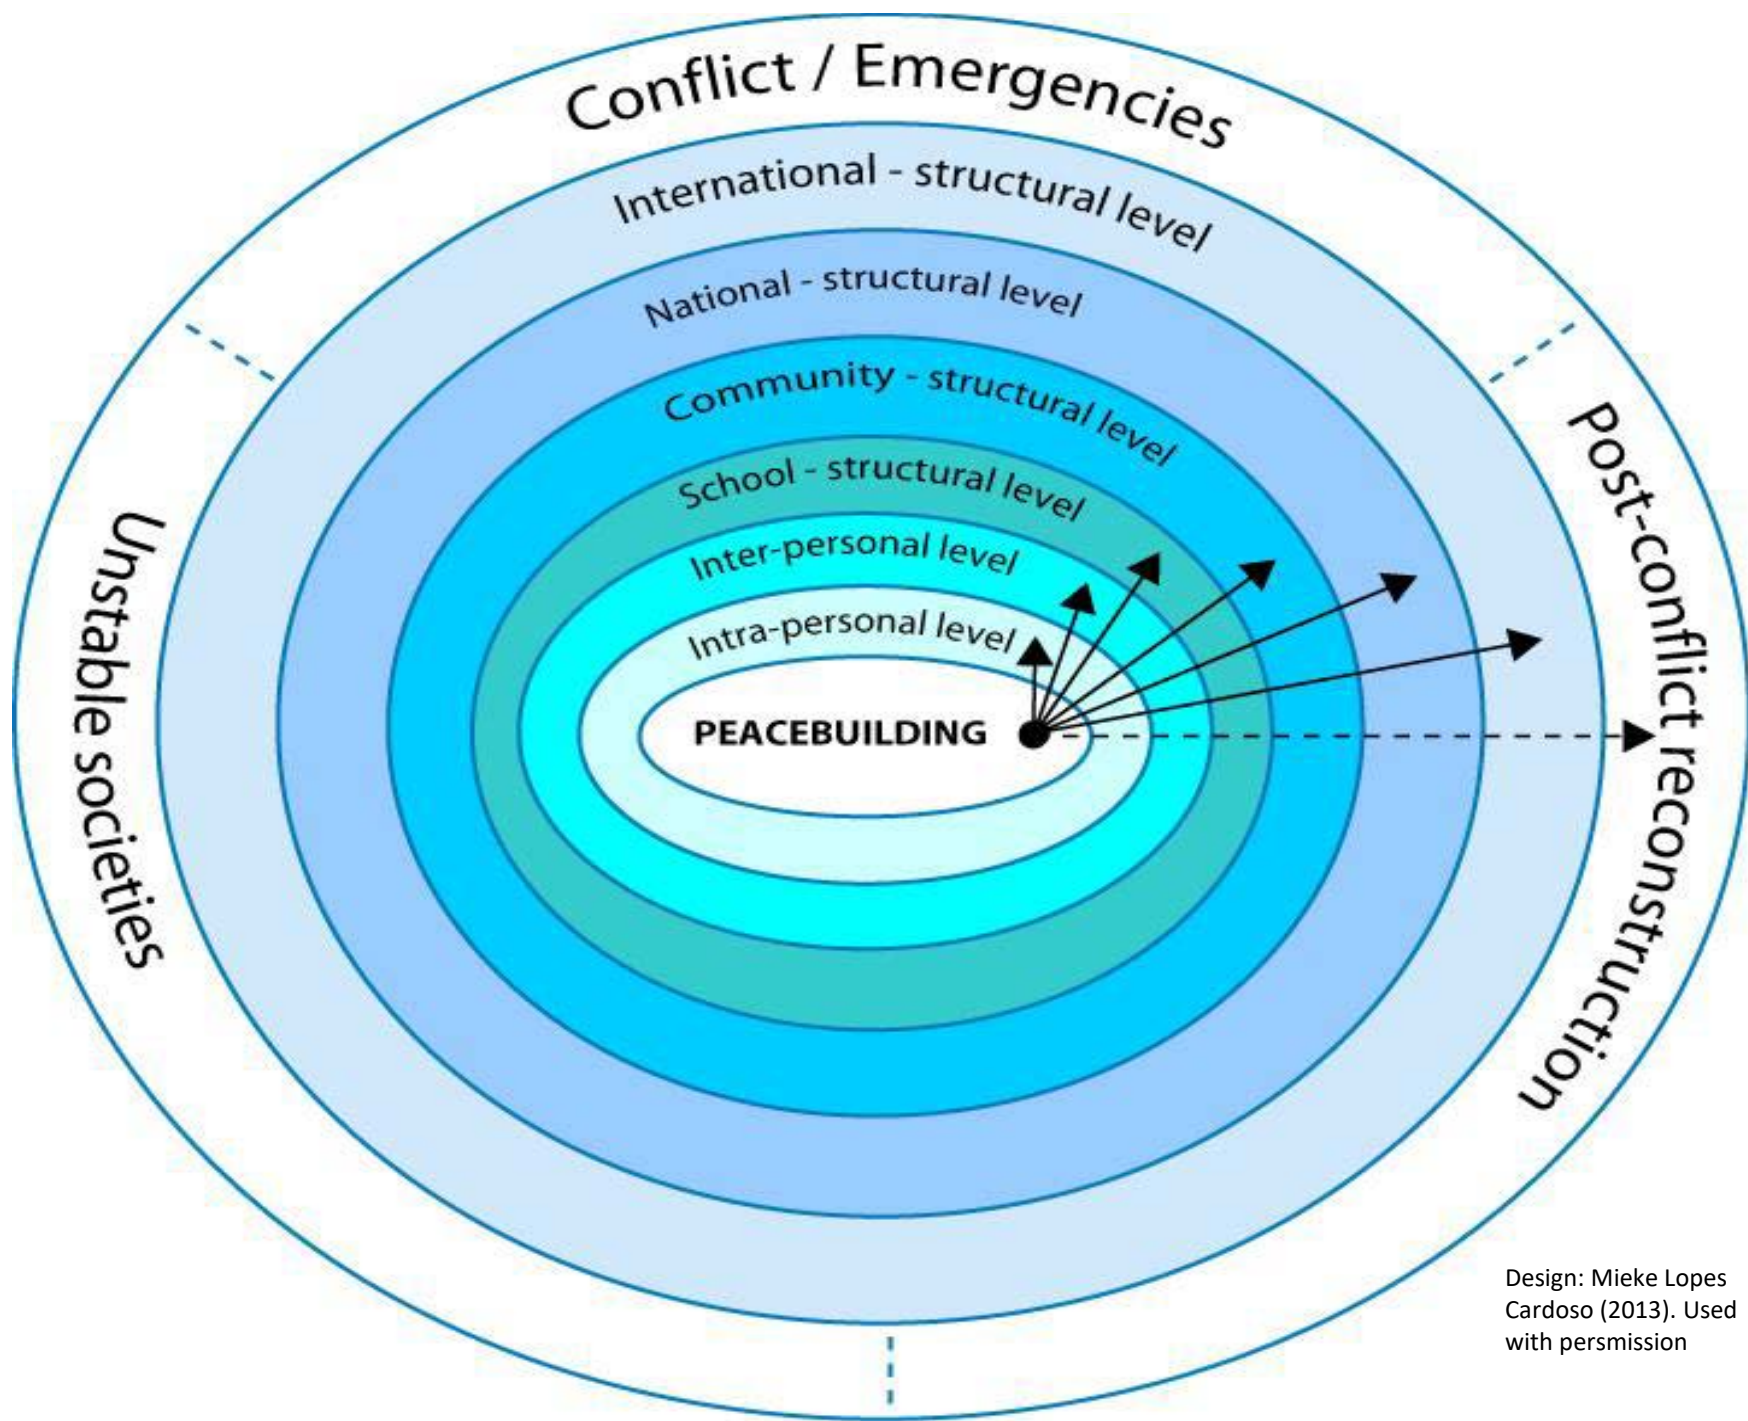 Conflict / Emergencies
International - structural level
National - structural level
Community - structural level
School - structural level
Inter-personal level
Intra-personal level
PEACEBUILDING
Unstable societies
Post-conflict reconstruction
Design: Mieke Lopes
Cardoso (2013). Used
with persmission